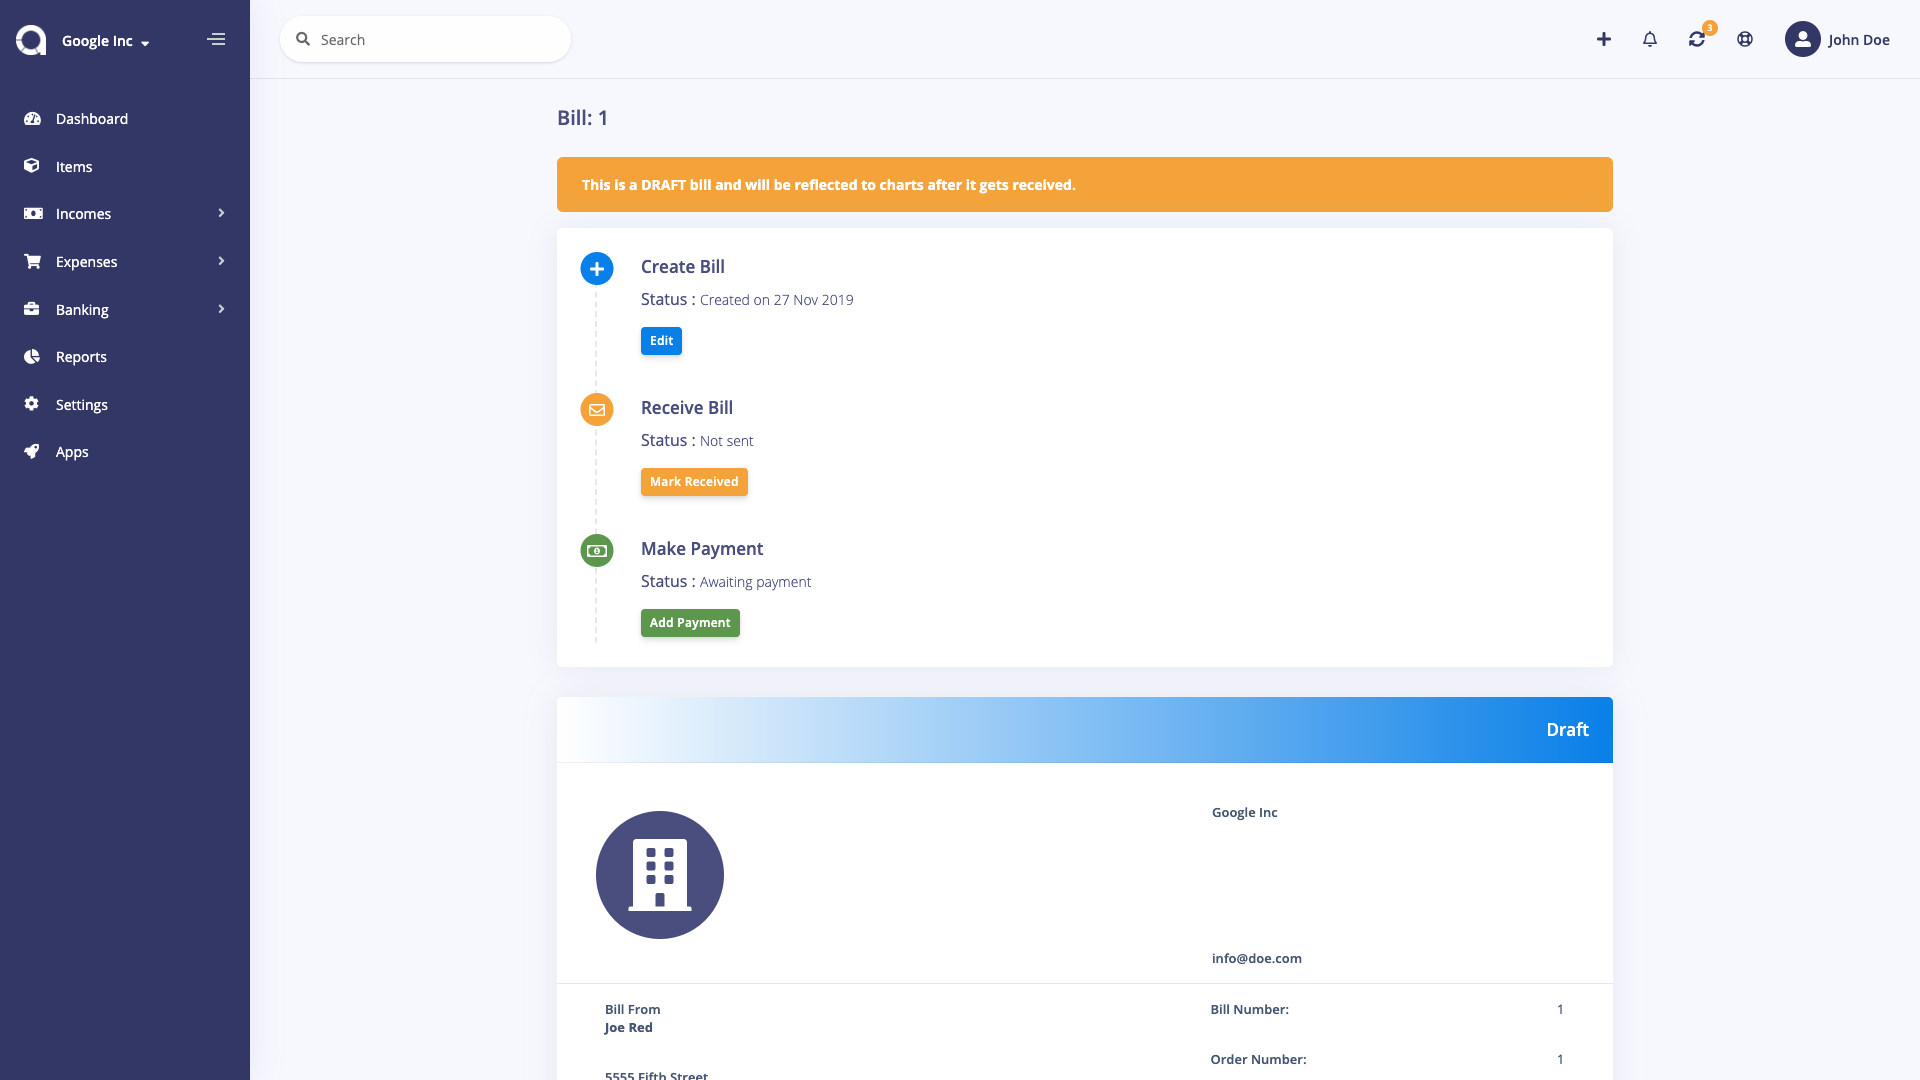 Google Inc
Search
3
John Doe
Dashboard
Items
Incomes
Expenses
Banking
Reports
Settings
Apps
Bill: 1
This is a DRAFT bill and will be reflected to charts after it gets received.
Create Bill
Status : Created on 27 Nov 2019
Edit
Receive Bill
Status : Not sent
Mark Received
Make Payment
Status : Awaiting payment
Add Payment
Draft
Google Inc
info@doe.com
Bill From
Joe Red
5555 Fifth Street
Bill Number: 1
Order Number: 1